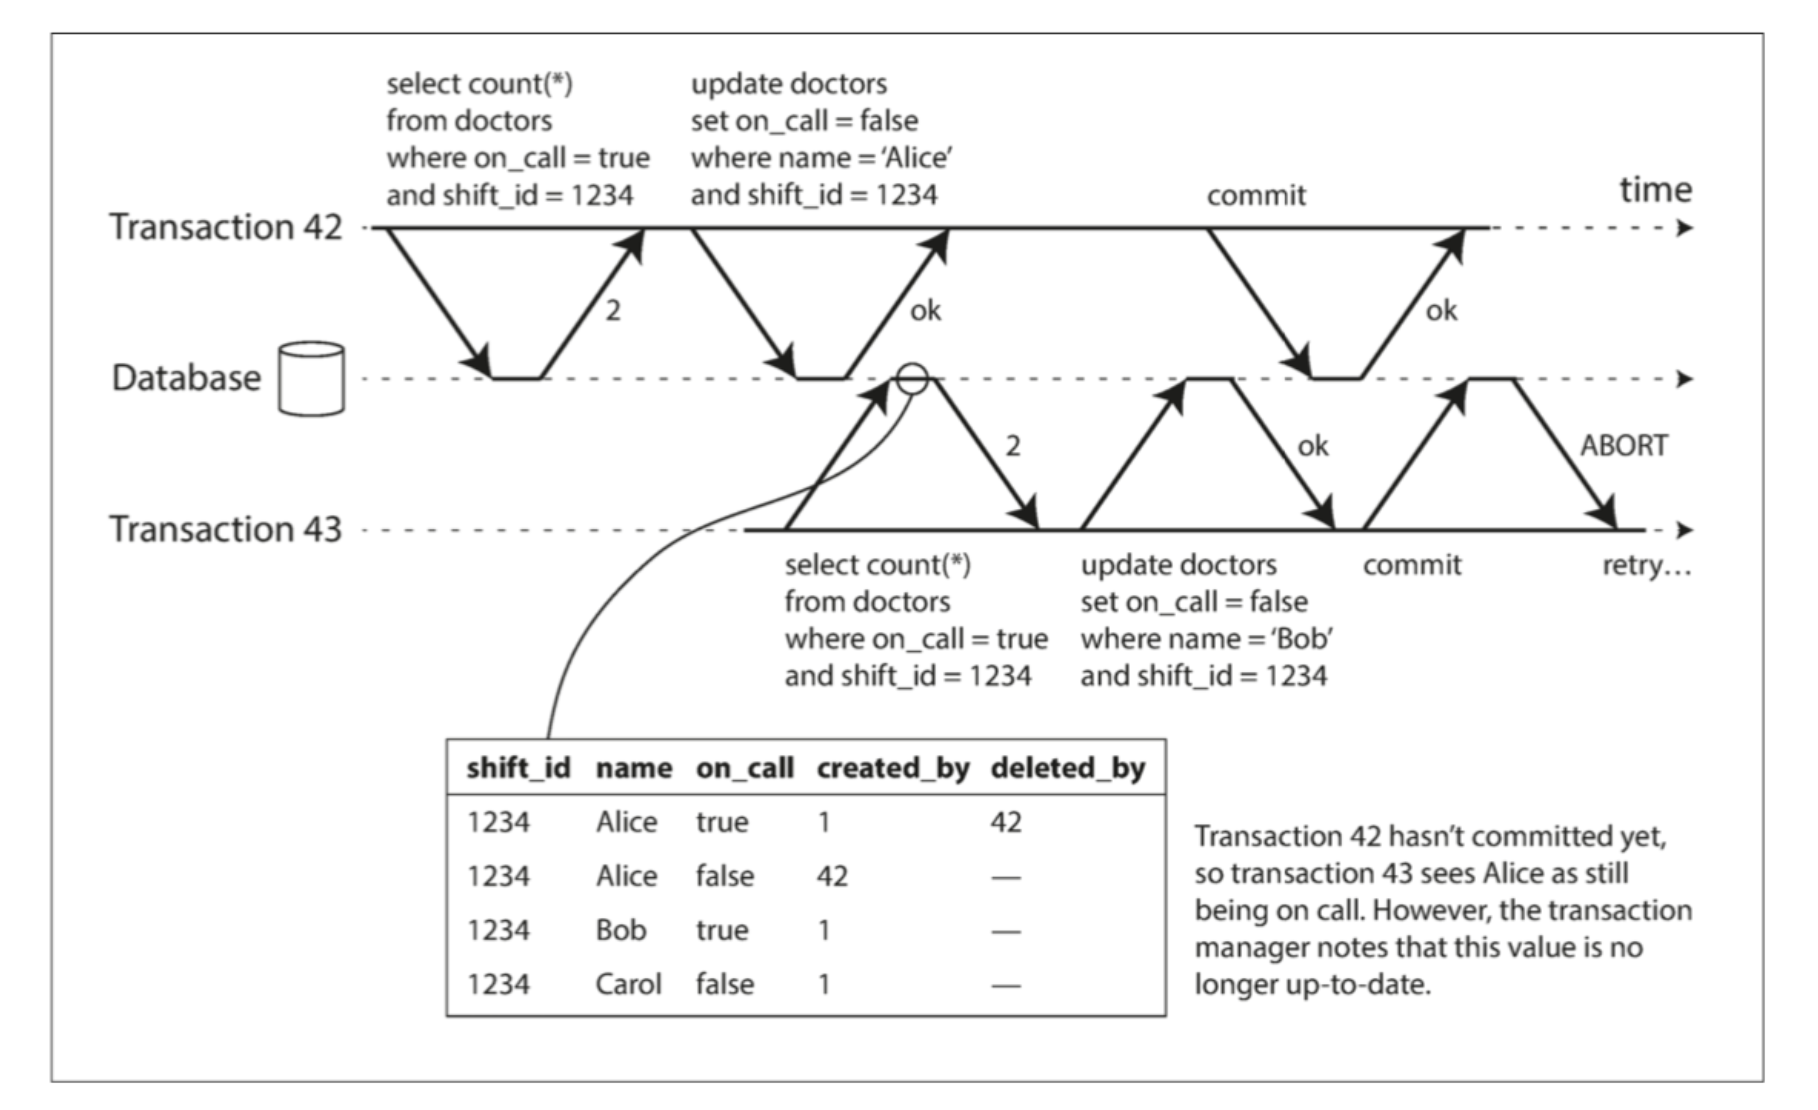 select count(*)
from doctors
where on_call = true
and shift_id = 1234
update doctors
set on_call = false
where name = ‘Alice’
and shift_id = 1234
commit
time
Transaction 42
2
ok
ok
Database
2
ok
ABORT
Transaction 43
select count(*)
from doctors
where on_call = true
and shift_id = 1234
update doctors
set on_call = false
where name = ‘Bob’
and shift_id = 1234
commit
retry…
shift_id name on_call created_by deleted_by
1234 Alice true 1 42
1234 Alice false 42 —
1234 Bob true 1 —
1234 Carol false 1 —
Transaction 42 hasn’t committed yet,
so transaction 43 sees Alice as still
being on call. However, the transaction
manager notes that this value is no
longer up-to-date.